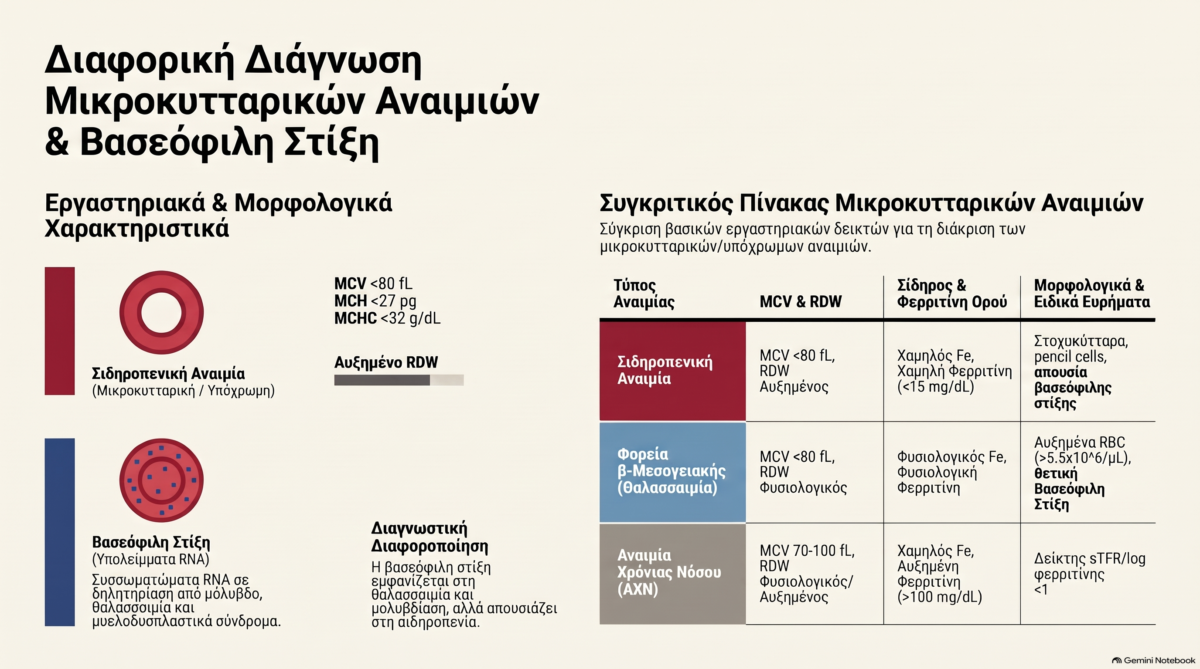 Διαφορική Διάγνωση
Μικροκυτταρικών Αναιμιών
& Βασεόφιλη Στίξη
Εργαστηριακά & Μορφολογικά
Χαρακτηριστικά
MCV <80 fL
MCH <27 pg
MCHC <32 g/dL
Αυξημένο RDW
Σιδηροπενική Αναιμία
(Μικροκυτταρική / Υπόχρωμη)
Βασεόφιλη Στίξη
(Υπολείμματα RNA)
Συσσωματώματα RNA σε
δηλητηρίαση από μόλυβδο,
θαλασσοιμία και
μυελοδυσπλαστικά σύνδρομα.
Διαγνωστική
Διαφοροποίηση
Η βασεόφιλη στίξη
εμφανίζεται στη
θαλασσαιμία και
μολυβδίαση, αλλά απουσιάζει
στη αιδηροπενία.
Συγκριτικός Πίνακας Μικροκυτταρικών Αναιμιών
Σύγκριση βασικών εργαστηριακών δεικτών για τη διάκριση των
μικροκυτταρικών/υπόχρωμων αναιμιών.
Τύπος
Αναιμίας
MCV & RDW
Σίδηρος &
Φερριτίνη Ορού
Μορφολογικά &
Ειδικά Ευρήματα
Σιδηροπενική
Αναιμία
MCV <80 fL,
RDW
Αυξημένος
Χαμηλός Fe,
Χαμηλή Φερριτίνη
(<15 mg/dL)
Στοχυκύτταρα,
pencil cells,
απουσία
βασεόφιλης
στίξης
Φορεία
β-Μεσογειακής
(Θαλασσαιμία)
MCV <80 fL,
RDW
Φυσιολογικός
Φυσιολογικός Fe,
Φυσιολογική
Φερριτίνη
Αυξημένα RBC
(>5.5x10^6/μL),
θετική
Βασεόφιλη
Στίξη
Αναιμία
Χρόνιας Νόσου
(ΑΧΝ)
MCV 70-100 fL,
RDW
Φυσιολογικός/
Αυξημένος
Χαμηλός Fe,
Αυξημένη
Φερριτίνη
(>100 mg/dL)
Δείκτης sTFR/log
φερριτίνης
<1
Gemini Notebook